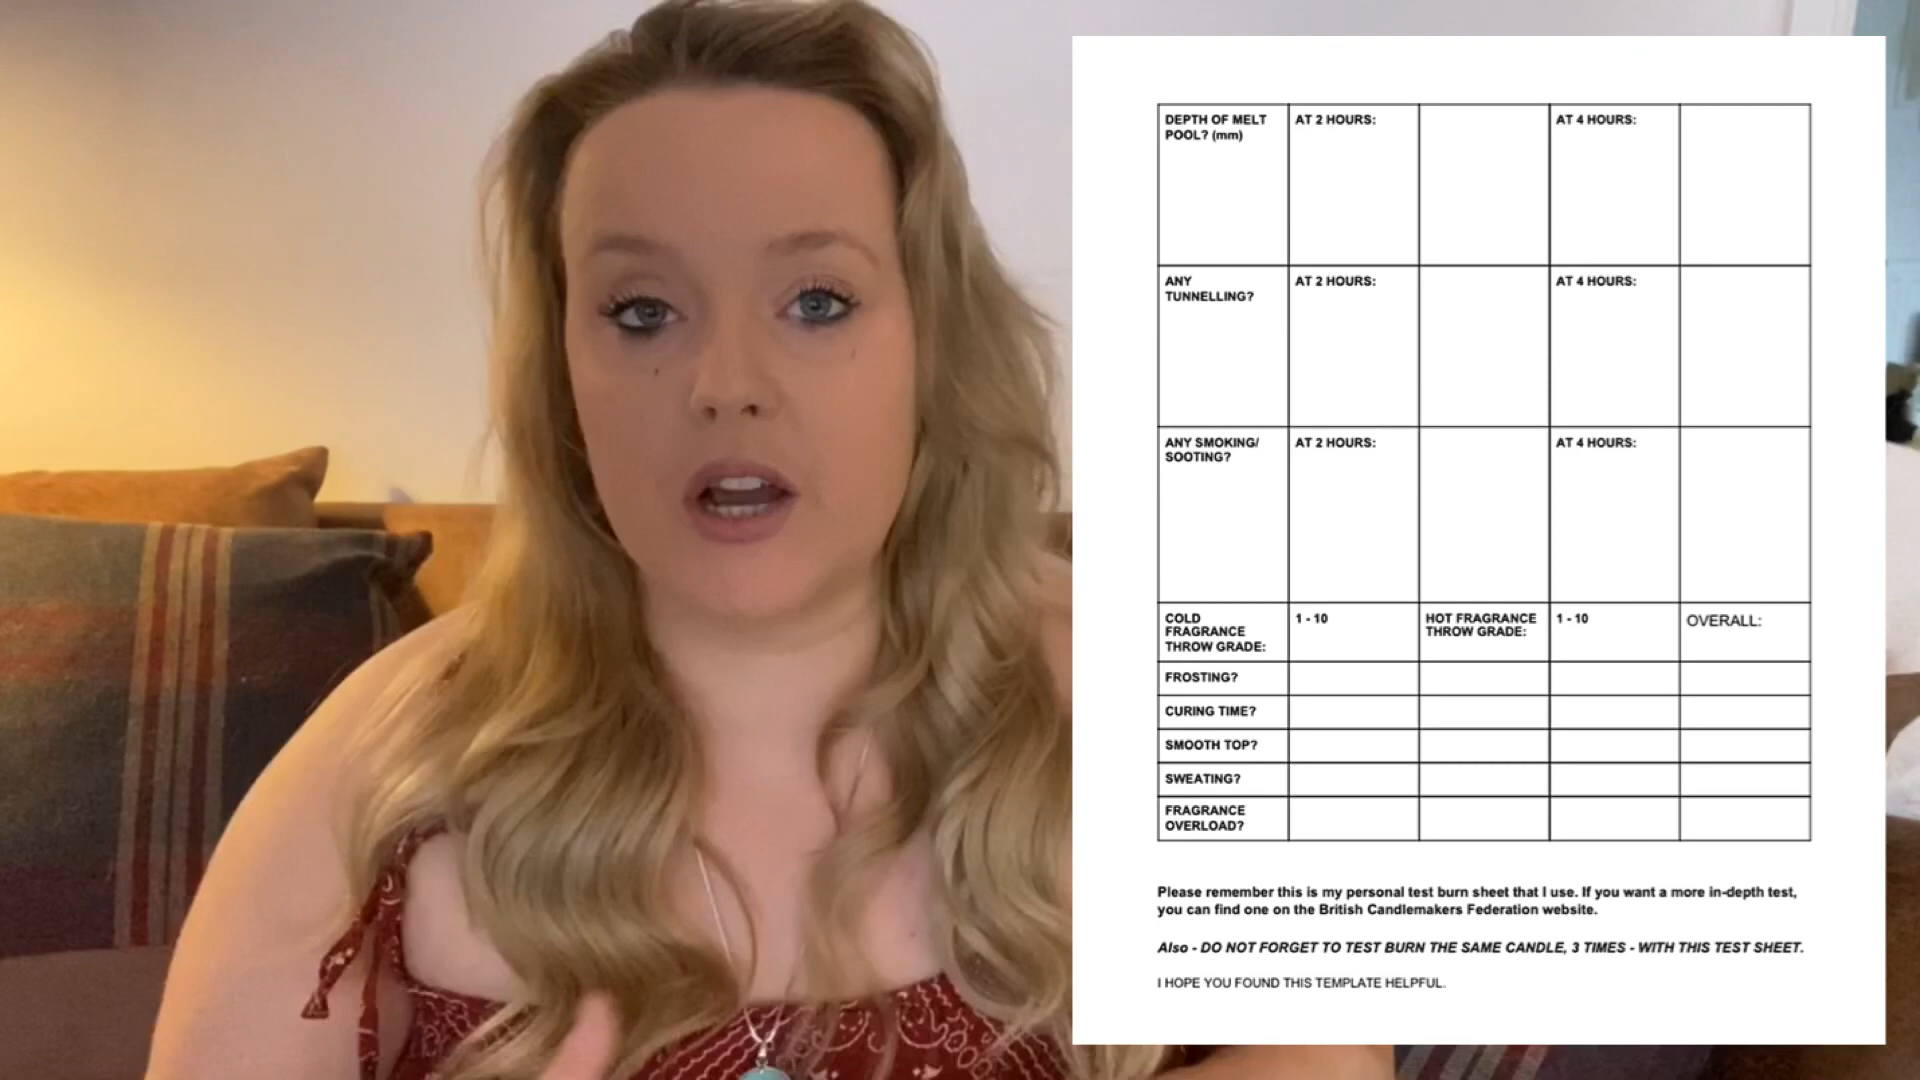 DEPTH OF MELT POOL? (mm) AT 2 HOURS: AT 4 HOURS:
ANY TUNNELLING? AT 2 HOURS: AT 4 HOURS:
ANY SMOKING/ SOOTING? AT 2 HOURS: AT 4 HOURS:
COLD FRAGRANCE THROW GRADE: 1 - 10 HOT FRAGRANCE THROW GRADE: 1 - 10 OVERALL:
FROSTING?
CURING TIME?
SMOOTH TOP?
SWEATING?
FRAGRANCE OVERLOAD?
Please remember this is my personal test burn sheet that I use. If you want a more in-depth test,
you can find one on the British Candlemakers Federation website.
Also - DO NOT FORGET TO TEST BURN THE SAME CANDLE, 3 TIMES - WITH THIS TEST SHEET.
I HOPE YOU FOUND THIS TEMPLATE HELPFUL.